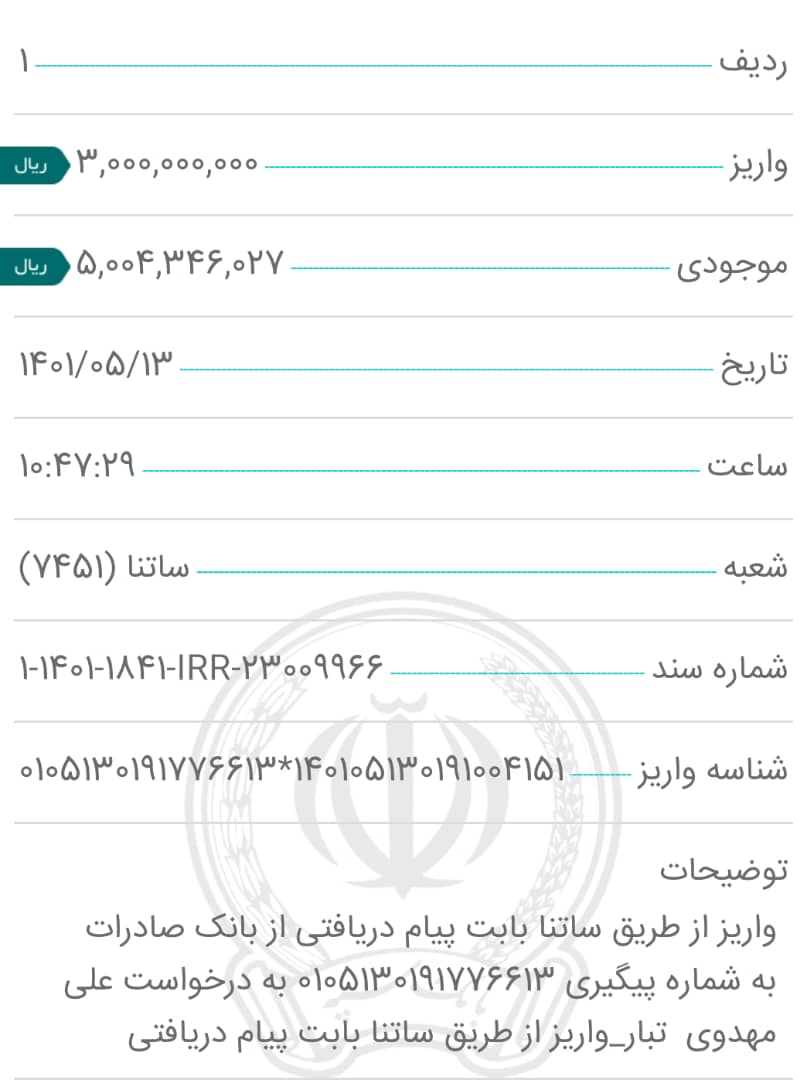 ردیف ۱
واریز ۳,۰۰۰,۰۰۰,۰۰۰ ریال
موجودی ۵,۰۰۴,۳۴۶,۰۲۷ ریال
تاریخ ۱۴۰۱/۰۵/۱۳
ساعت ۱۰:۴۷:۲۹
شعبه ساتنا (۷۴۵۱)
شماره سند ۱-۱۴۰۱-۱۸۴۱-IRR-۲۳۰۰۹۹۶۶
شناسه واریز ۰۱۰۵۱۳۰۱۹۱۷۷۶۶۱۳*۱۴۰۱۰۵۱۳۰۱۹۱۰۰۴۱۵۱
توضیحات
واریز از طریق ساتنا بابت پیام دریافتی از بانک صادرات
به شماره پیگیری ۰۱۰۵۱۳۰۱۹۱۷۷۶۶۱۳ به درخواست علی
مهدوی تبار_واریز از طریق ساتنا بابت پیام دریافتی